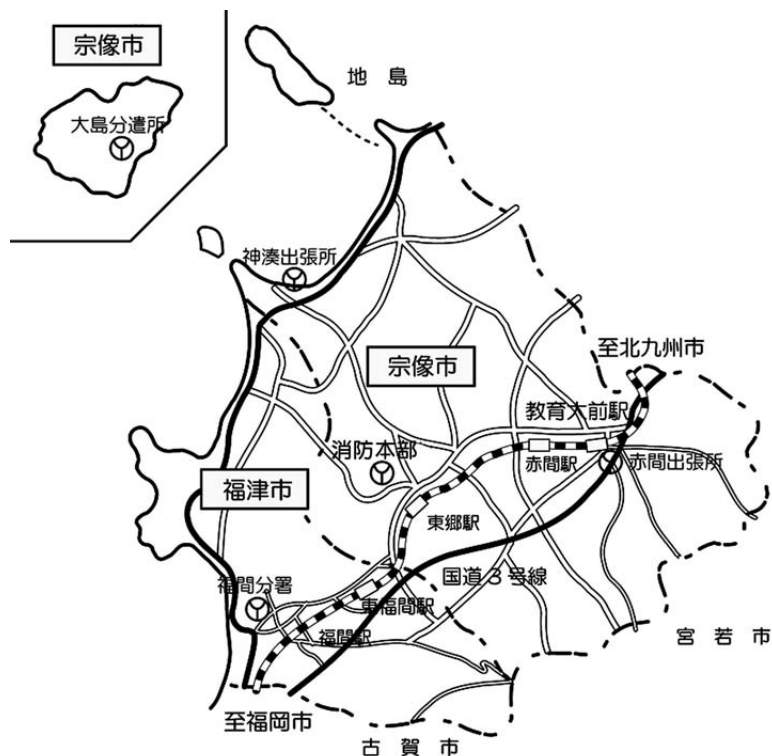 宗像市
大島分遣所
地島
神湊出張所
宗像市
至北九州市
教育大前駅
消防本部
赤間駅
赤間出張所
福津市
東郷駅
国道3号線
福間分署
東福間駅
福間駅
宮若市
至福岡市
古賀市